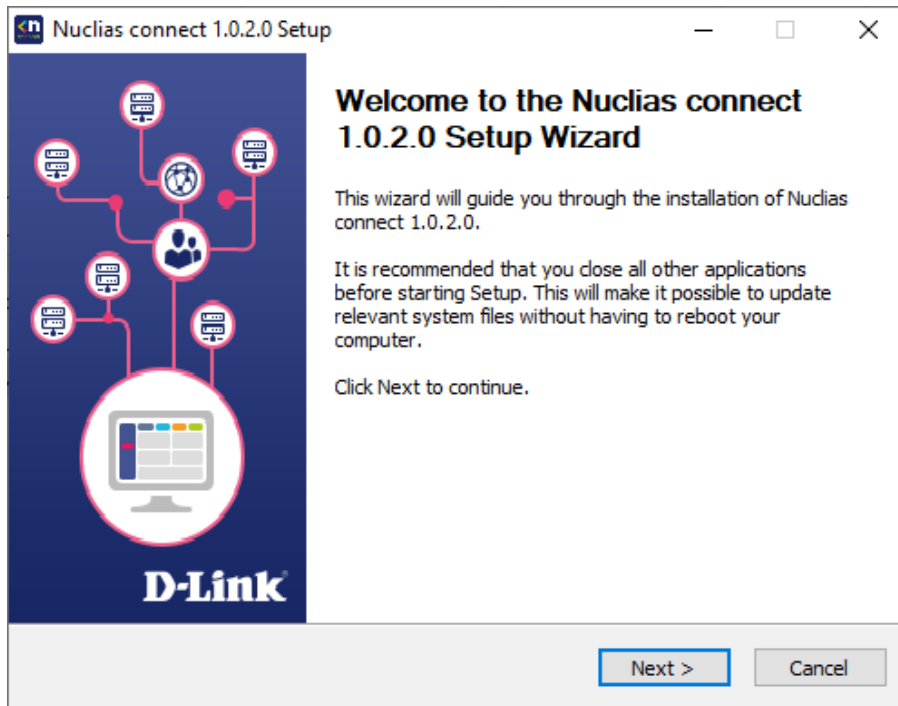 Nuclias connect 1.0.2.0 Setup
Welcome to the Nuclias connect
1.0.2.0 Setup Wizard
This wizard will guide you through the installation of Nuclias
connect 1.0.2.0.
It is recommended that you close all other applications
before starting Setup. This will make it possible to update
relevant system files without having to reboot your
computer.
Click Next to continue.
D-Link
Next >
Cancel